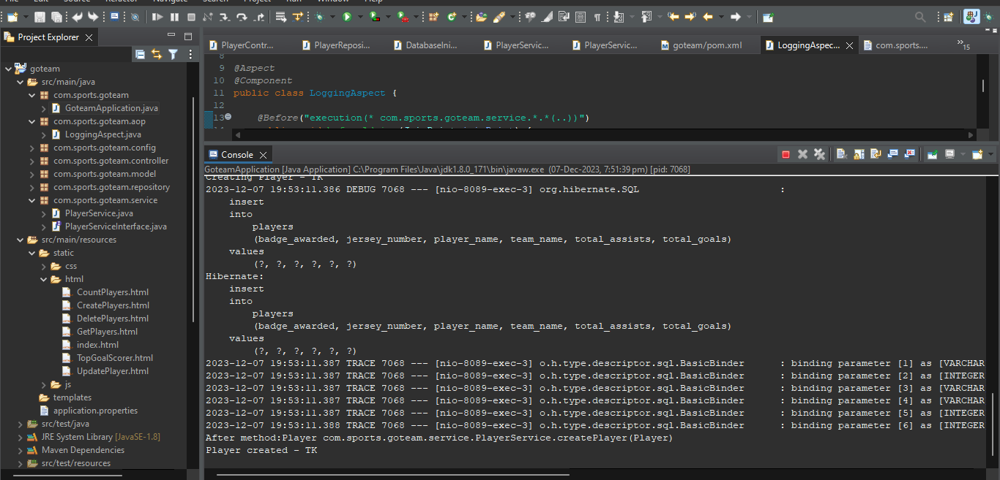 Project Explorer
goteam
src/main/java
com.sports.goteam
GoteamApplication.java
com.sports.goteam.aop
LoggingAspect.java
com.sports.goteam.config
com.sports.goteam.controller
com.sports.goteam.model
com.sports.goteam.repository
com.sports.goteam.service
PlayerService.java
PlayerServiceInterface.java
src/main/resources
static
css
html
CountPlayers.html
CreatePlayers.html
DeletePlayers.html
GetPlayers.html
index.html
TopGoalScorer.html
UpdatePlayer.html
js
templates
application.properties
src/test/java
JRE System Library [JavaSE-1.8]
Maven Dependencies
src/test/resources
PlayerContr... PlayerReposi... DatabaseIni... PlayerServic... PlayerServic... goteam/pom.xml LoggingAspec... com.sports.... »15
8
9 @Aspect
10 @Component
11 public class LoggingAspect {
12
13 @Before("execution(* com.sports.goteam.service.*.*(..))")
Console
GoteamApplication [Java Application] C:\Program Files\Java\jdk1.8.0_171\bin\javaw.exe (07-Dec-2023, 7:51:39 pm) [pid: 7068]
Creating Player - TK
2023-12-07 19:53:11.386 DEBUG 7068 --- [nio-8089-exec-3] org.hibernate.SQL :
insert
into
players
(badge_awarded, jersey_number, player_name, team_name, total_assists, total_goals)
values
(?, ?, ?, ?, ?, ?)
Hibernate:
insert
into
players
(badge_awarded, jersey_number, player_name, team_name, total_assists, total_goals)
values
(?, ?, ?, ?, ?, ?)
2023-12-07 19:53:11.387 TRACE 7068 --- [nio-8089-exec-3] o.h.type.descriptor.sql.BasicBinder : binding parameter [1] as [VARCHAR
2023-12-07 19:53:11.387 TRACE 7068 --- [nio-8089-exec-3] o.h.type.descriptor.sql.BasicBinder : binding parameter [2] as [INTEGER
2023-12-07 19:53:11.387 TRACE 7068 --- [nio-8089-exec-3] o.h.type.descriptor.sql.BasicBinder : binding parameter [3] as [VARCHAR
2023-12-07 19:53:11.387 TRACE 7068 --- [nio-8089-exec-3] o.h.type.descriptor.sql.BasicBinder : binding parameter [4] as [VARCHAR
2023-12-07 19:53:11.387 TRACE 7068 --- [nio-8089-exec-3] o.h.type.descriptor.sql.BasicBinder : binding parameter [5] as [INTEGER
2023-12-07 19:53:11.388 TRACE 7068 --- [nio-8089-exec-3] o.h.type.descriptor.sql.BasicBinder : binding parameter [6] as [INTEGER
After method:Player com.sports.goteam.service.PlayerService.createPlayer(Player)
Player created - TK